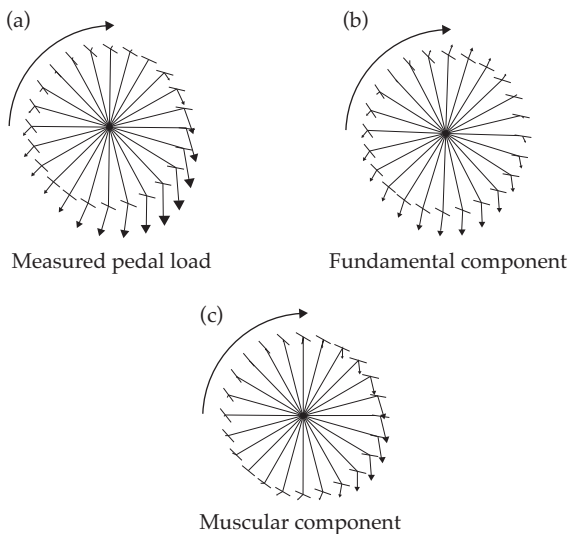 (a)
Measured pedal load
(b)
Fundamental component
(c)
Muscular component